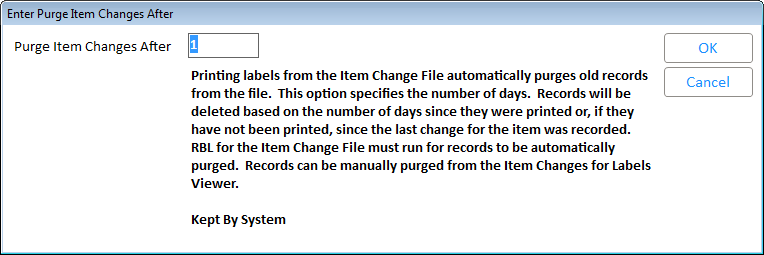 Enter Purge Item Changes After
Purge Item Changes After
1
OK
Cancel
Printing labels from the Item Change File automatically purges old records
from the file.  This option specifies the number of days.  Records will be
deleted based on the number of days since they were printed or, if they
have not been printed, since the last change for the item was recorded.
RBL for the Item Change File must run for records to be automatically
purged.  Records can be manually purged from the Item Changes for Labels
Viewer.
Kept By System